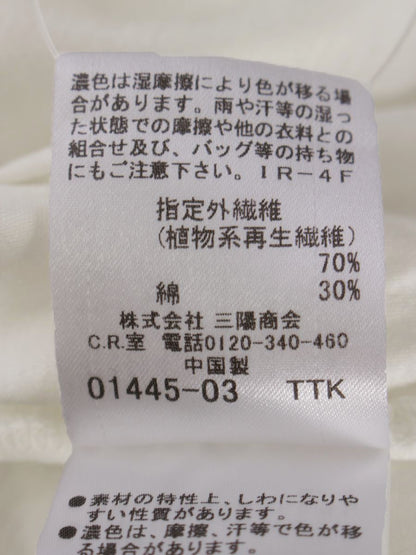 濃色は湿摩擦により色が移る場
合があります。雨や汗等の湿っ
た状態での摩擦や他の衣料との
組合せ及び、バッグ等の持ち物
にもご注意下さい。IR-4F
指定外繊維
(植物系再生繊維)
70%
綿 30%
株式会社 三陽商会
C.R.室 電話0120-340-460
中国製
01445-03 TTK
●素材の特性上、しわになりや
すい性質があります。
●濃色は、摩擦、汗等で色が移
る場合があります。